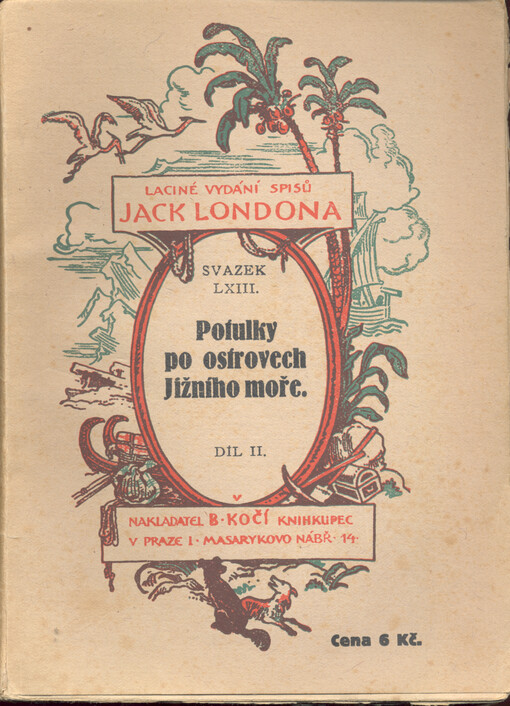 LACINÉ VYDÁNÍ SPISŮ
JACK LONDONA
SVAZEK
LXIII.
Potulky
po ostrovech
Jižního moře.
DÍL II.
V
NAKLADATEL B·KOČÍ KNIHKUPEC
V PRAZE I· MASARYKOVO NÁBŘ·14·
Cena 6 Kč.